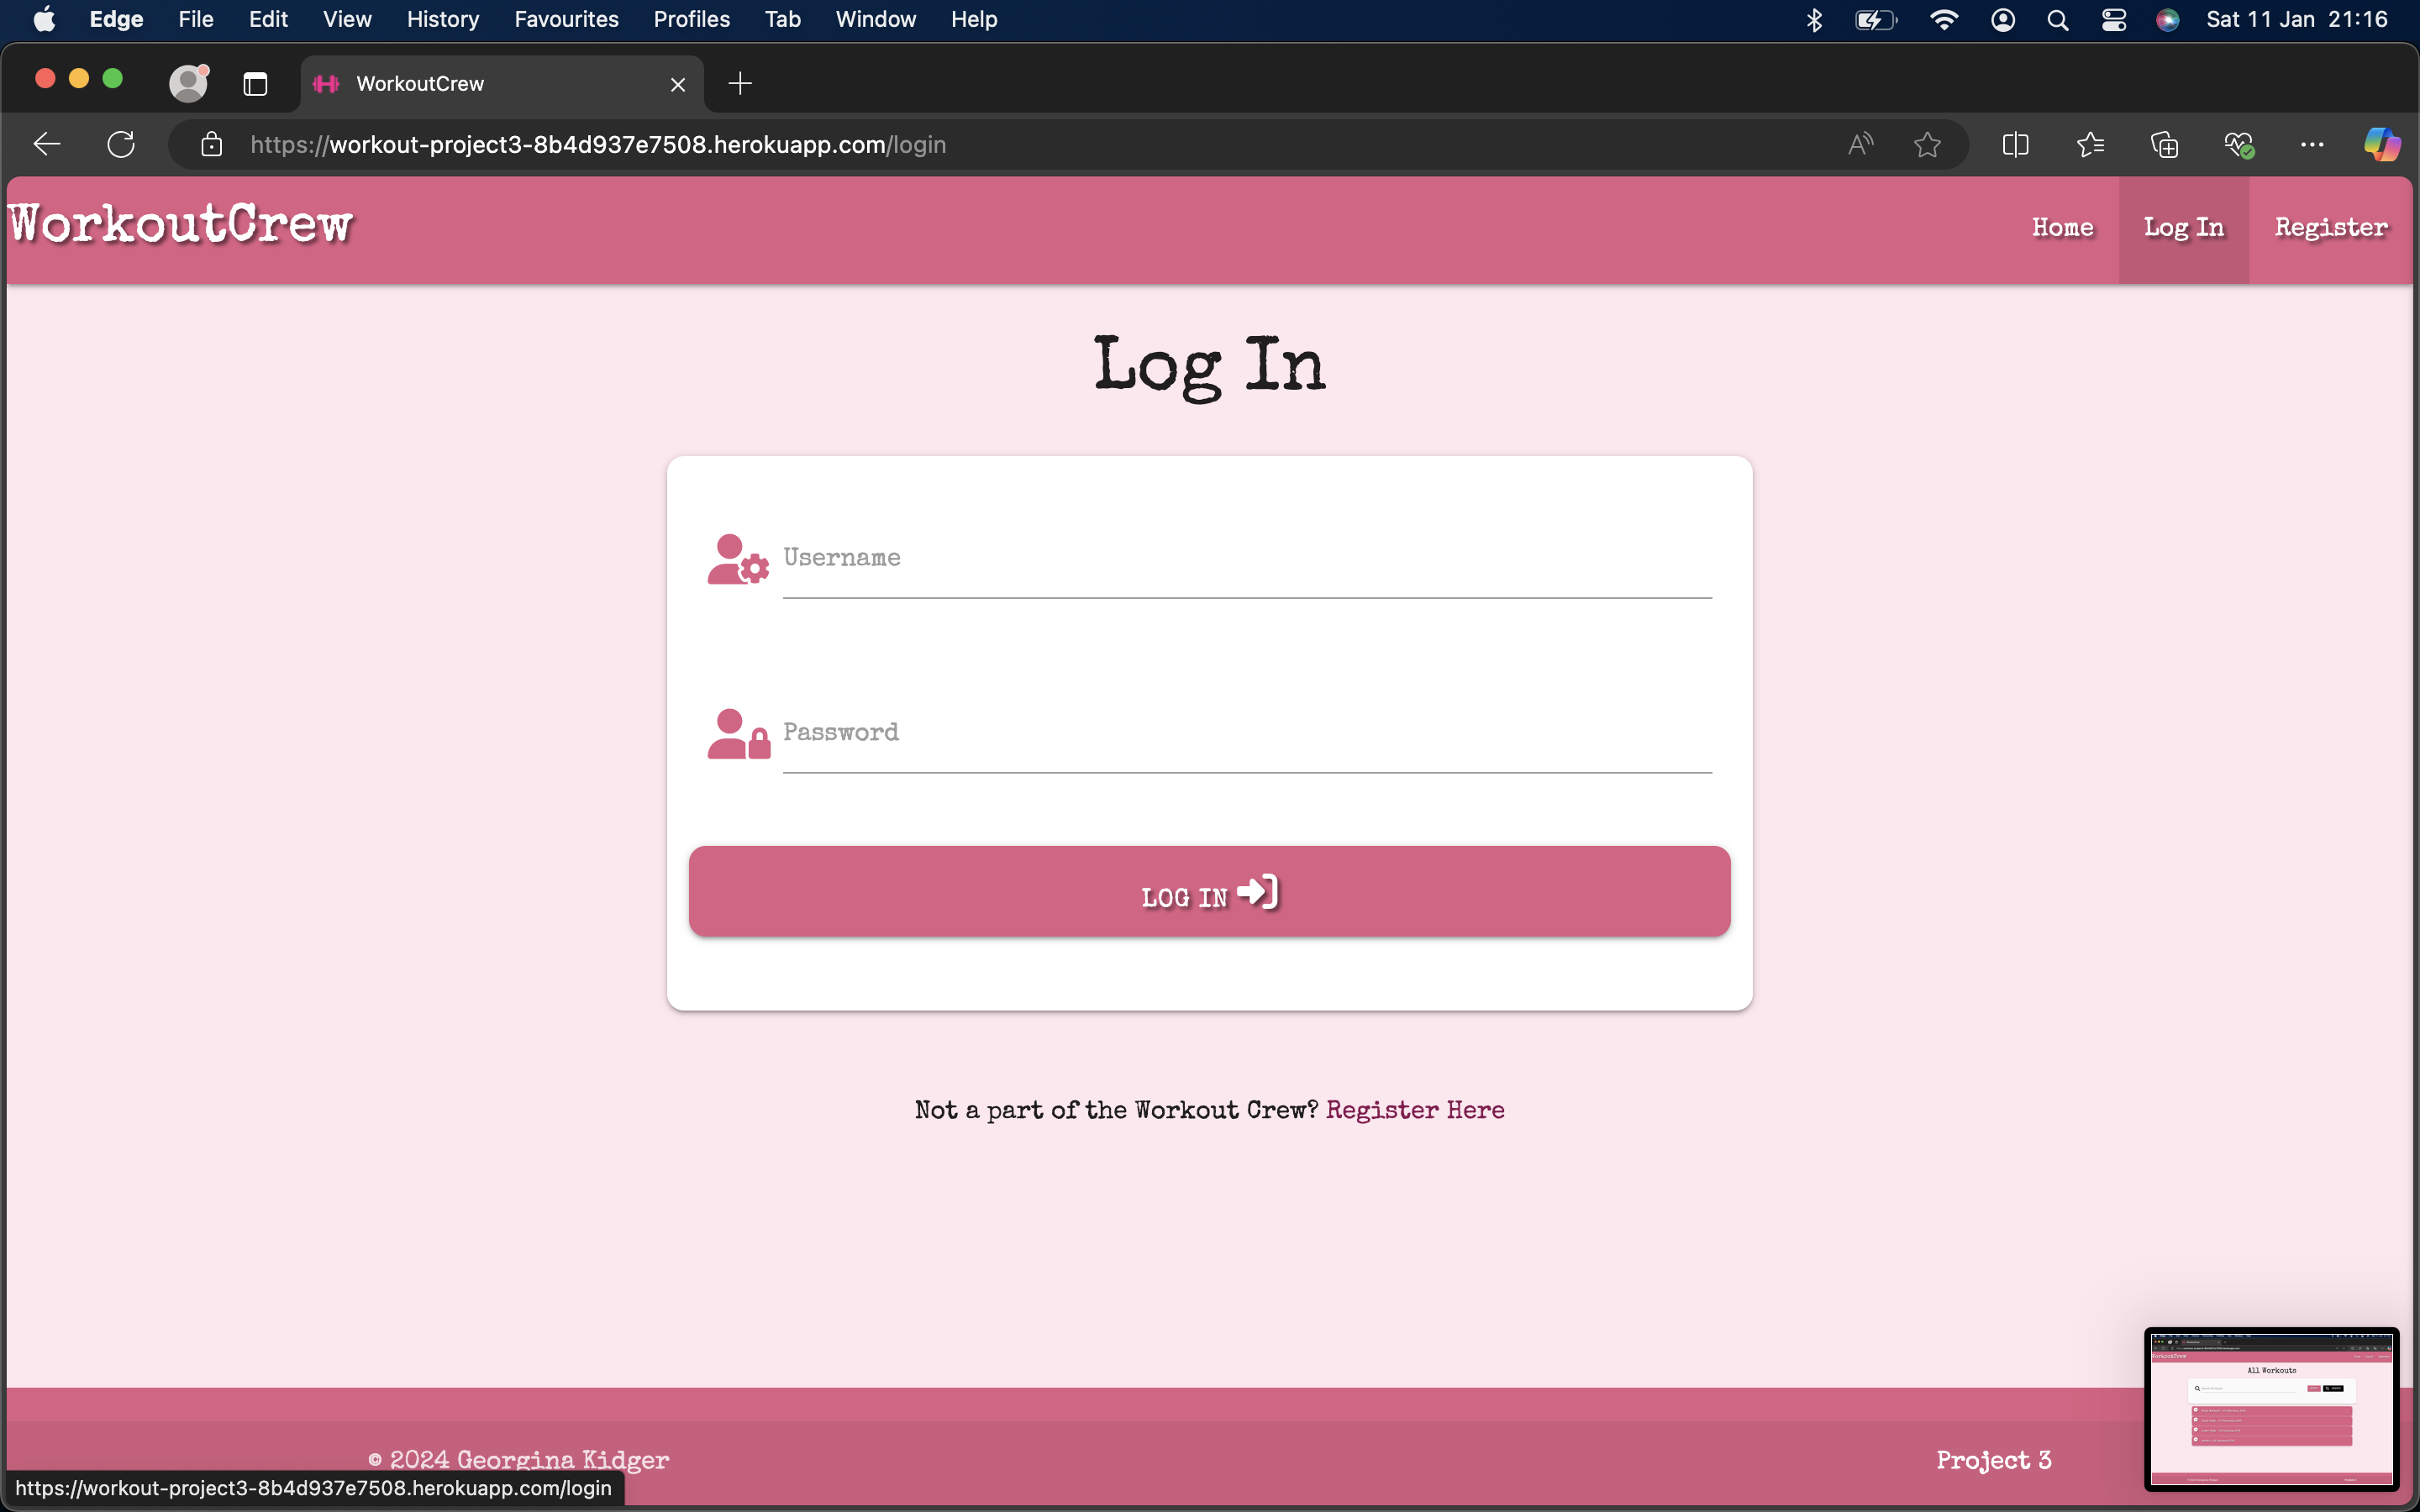 Edge File Edit View History Favourites Profiles Tab Window Help Sat 11 Jan 21:16
WorkoutCrew
https://workout-project3-8b4d937e7508.herokuapp.com/login
WorkoutCrew Home Log In Register
Log In
Username
Password
LOG IN
Not a part of the Workout Crew? Register Here
© 2024 Georgina Kidger Project 3
https://workout-project3-8b4d937e7508.herokuapp.com/login
All Workouts